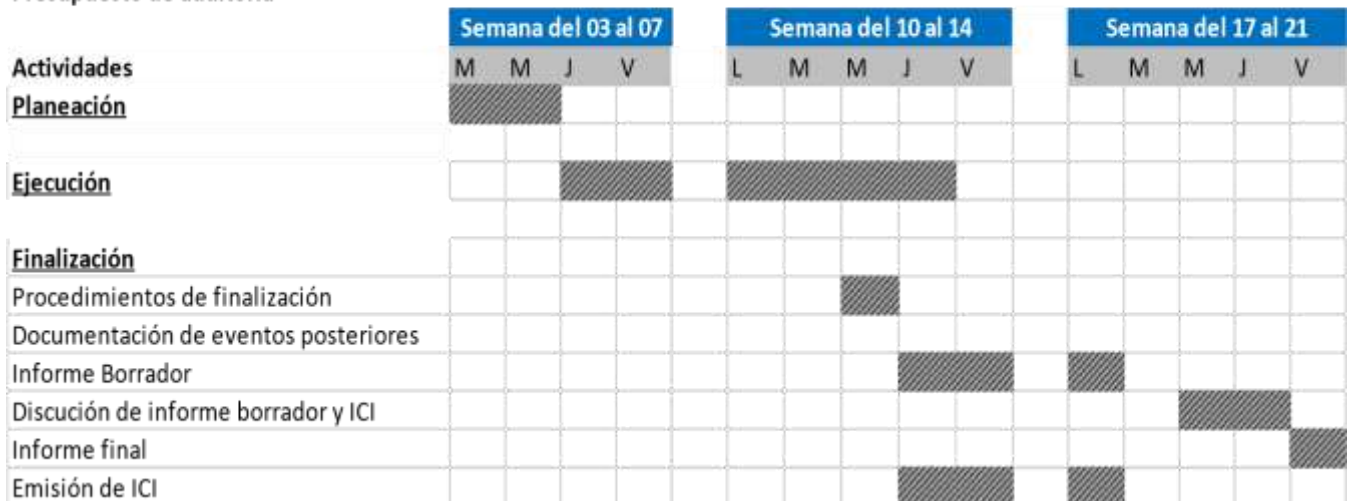 Semana del 03 al 07 Semana del 10 al 14 Semana del 17 al 21
Actividades M M J V L M M J V L M M J V
Planeación
Ejecución
Finalización
Procedimientos de finalización
Documentación de eventos posteriores
Informe Borrador
Discución de informe borrador y ICI
Informe final
Emisión de ICI